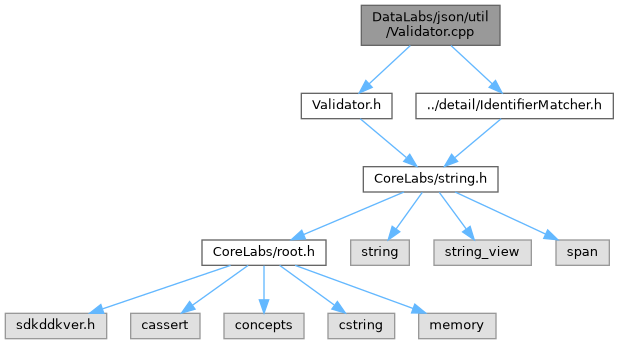 DataLabs/json/util
/Validator.cpp
Validator.h
../detail/IdentifierMatcher.h
CoreLabs/string.h
CoreLabs/root.h
string
string_view
span
sdkddkver.h
cassert
concepts
cstring
memory